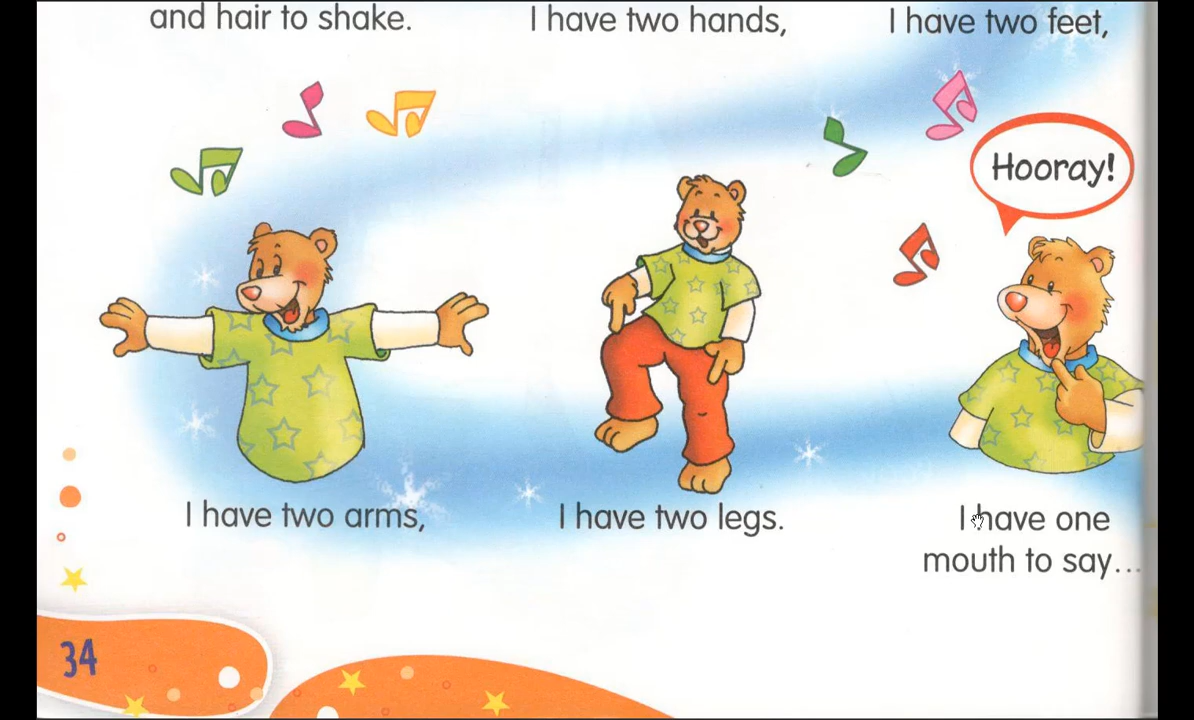 and hair to shake.
I have two hands,
I have two feet,
Hooray!
I have two arms,
I have two legs.
I have one
mouth to say...
34